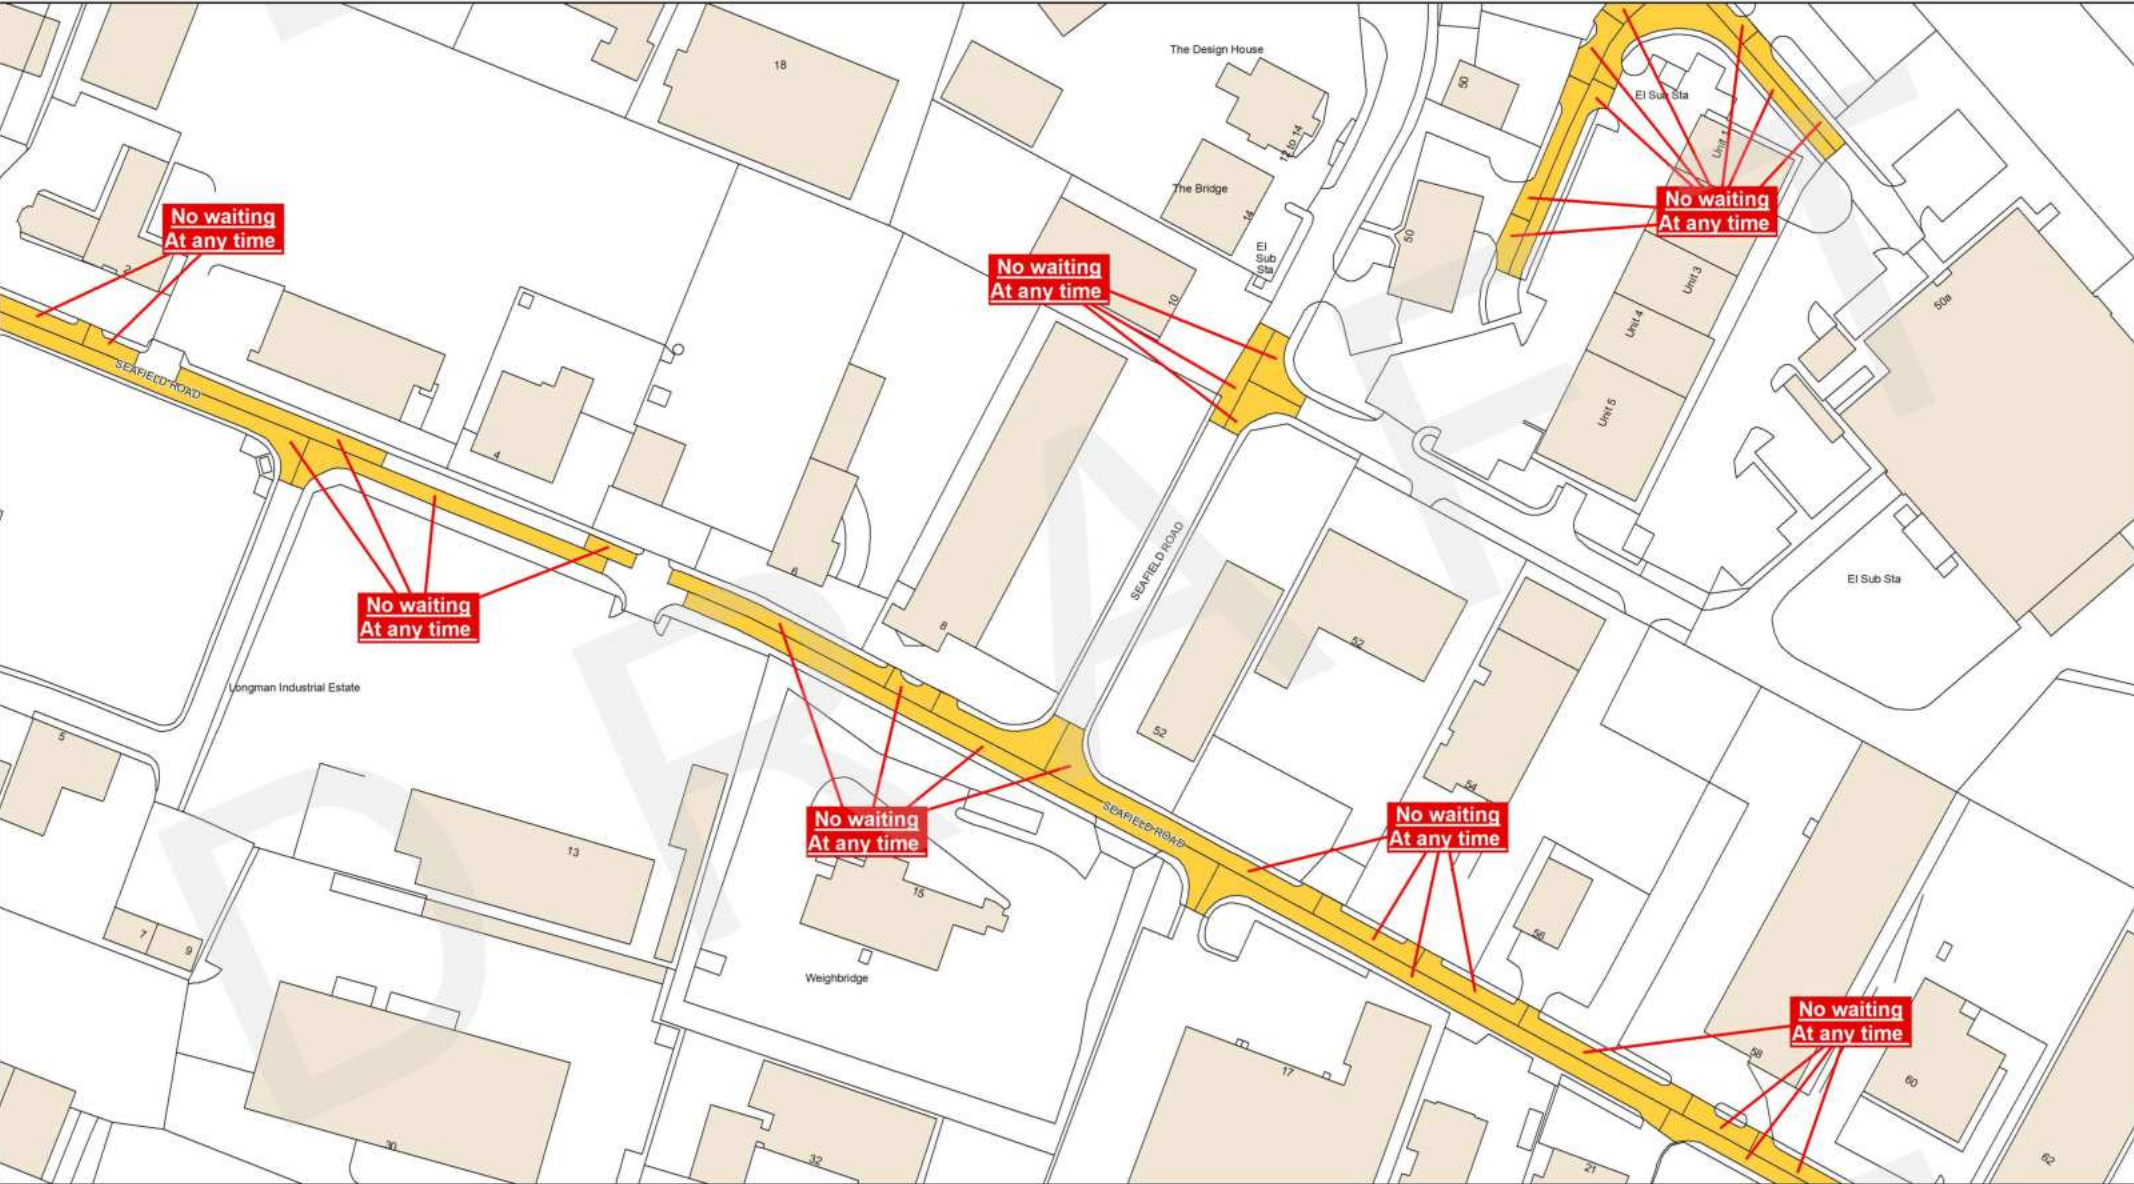 The Design House
18
50
El Sub Sta
12 to 14
Unit 1
The Bridge
14
No waiting
At any time
No waiting
At any time
50
El
Sub
Sta
2
No waiting
At any time
10
Unit 3
50a
Unit 4
SEAFIELD ROAD
Unit 5
4
SEAFIELD ROAD
6
El Sub Sta
No waiting
At any time
8
52
Longman Industrial Estate
52
5
54
No waiting
At any time
SEAFIELD ROAD
No waiting
At any time
13
15
56
7
9
Weighbridge
No waiting
At any time
58
60
17
30
32
21
62
DRAFT